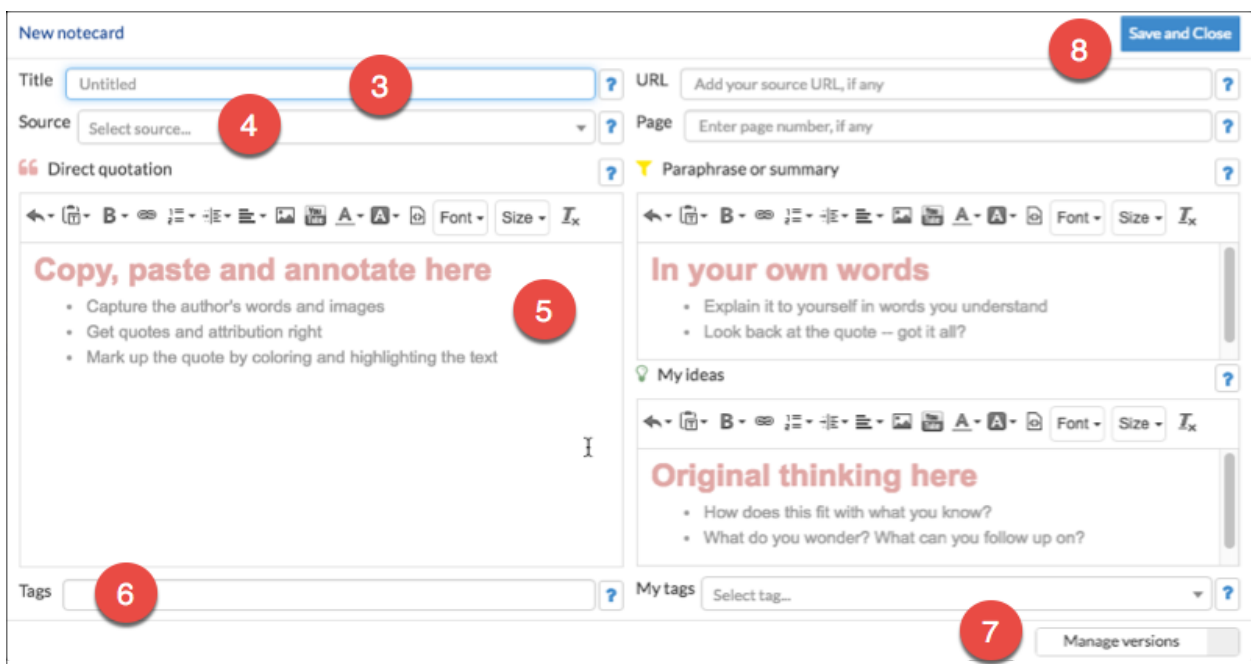 New notecard
8
Save and Close
Title Untitled 3 ?
URL Add your source URL, if any ?
Source Select source... 4 ?
Page Enter page number, if any ?
Direct quotation ?
Paraphrase or summary ?
B Font Size Ix
B Font Size Ix
Copy, paste and annotate here
Capture the author's words and images
Get quotes and attribution right
Mark up the quote by coloring and highlighting the text
5
In your own words
Explain it to yourself in words you understand
Look back at the quote -- got it all?
My ideas ?
B Font Size Ix
Original thinking here
How does this fit with what you know?
What do you wonder? What can you follow up on?
Tags 6 ?
My tags Select tag... ?
7
Manage versions